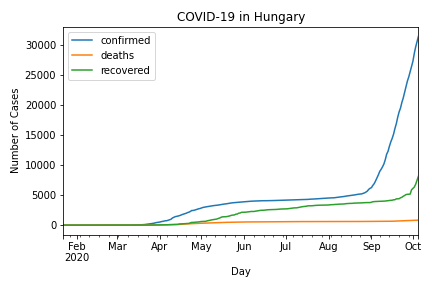 COVID-19 in Hungary
confirmed
deaths
recovered
Number of Cases
30000
25000
20000
15000
10000
5000
0
Feb Mar Apr May Jun Jul Aug Sep Oct
2020
Day